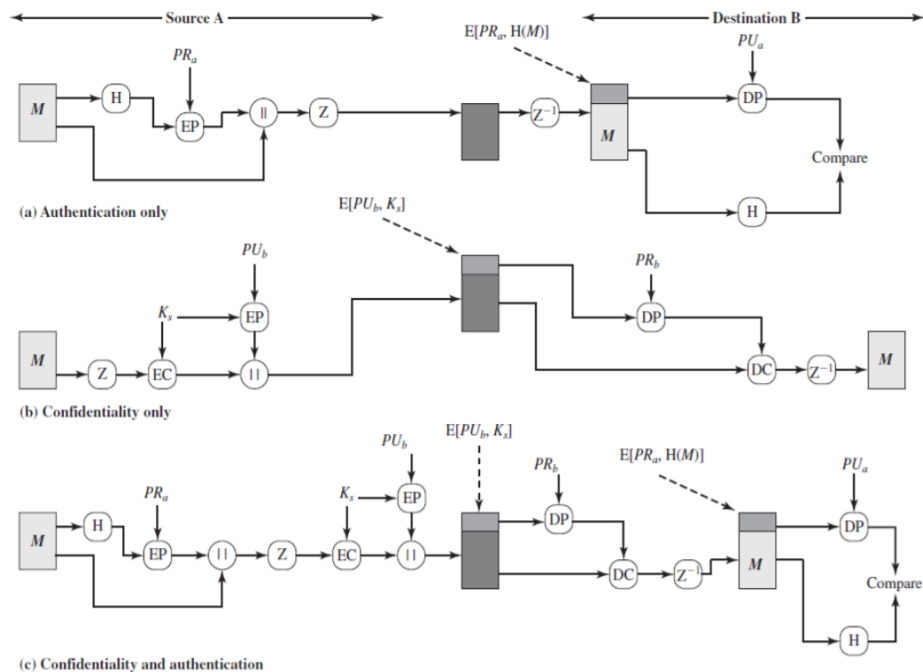 Source A
Destination B
E[PRa, H(M)]
PUa
PRa
M
H
EP
||
Z
Z−1
M
DP
Compare
H
(a) Authentication only
E[PUb, Ks]
PUb
PRb
Ks
EP
DP
M
Z
EC
||
DC
Z−1
M
(b) Confidentiality only
E[PUb, Ks]
PUb
PRb
E[PRa, H(M)]
PUa
PRa
Ks
EP
M
H
EP
||
Z
EC
||
DP
DC
Z−1
M
DP
Compare
H
(c) Confidentiality and authentication